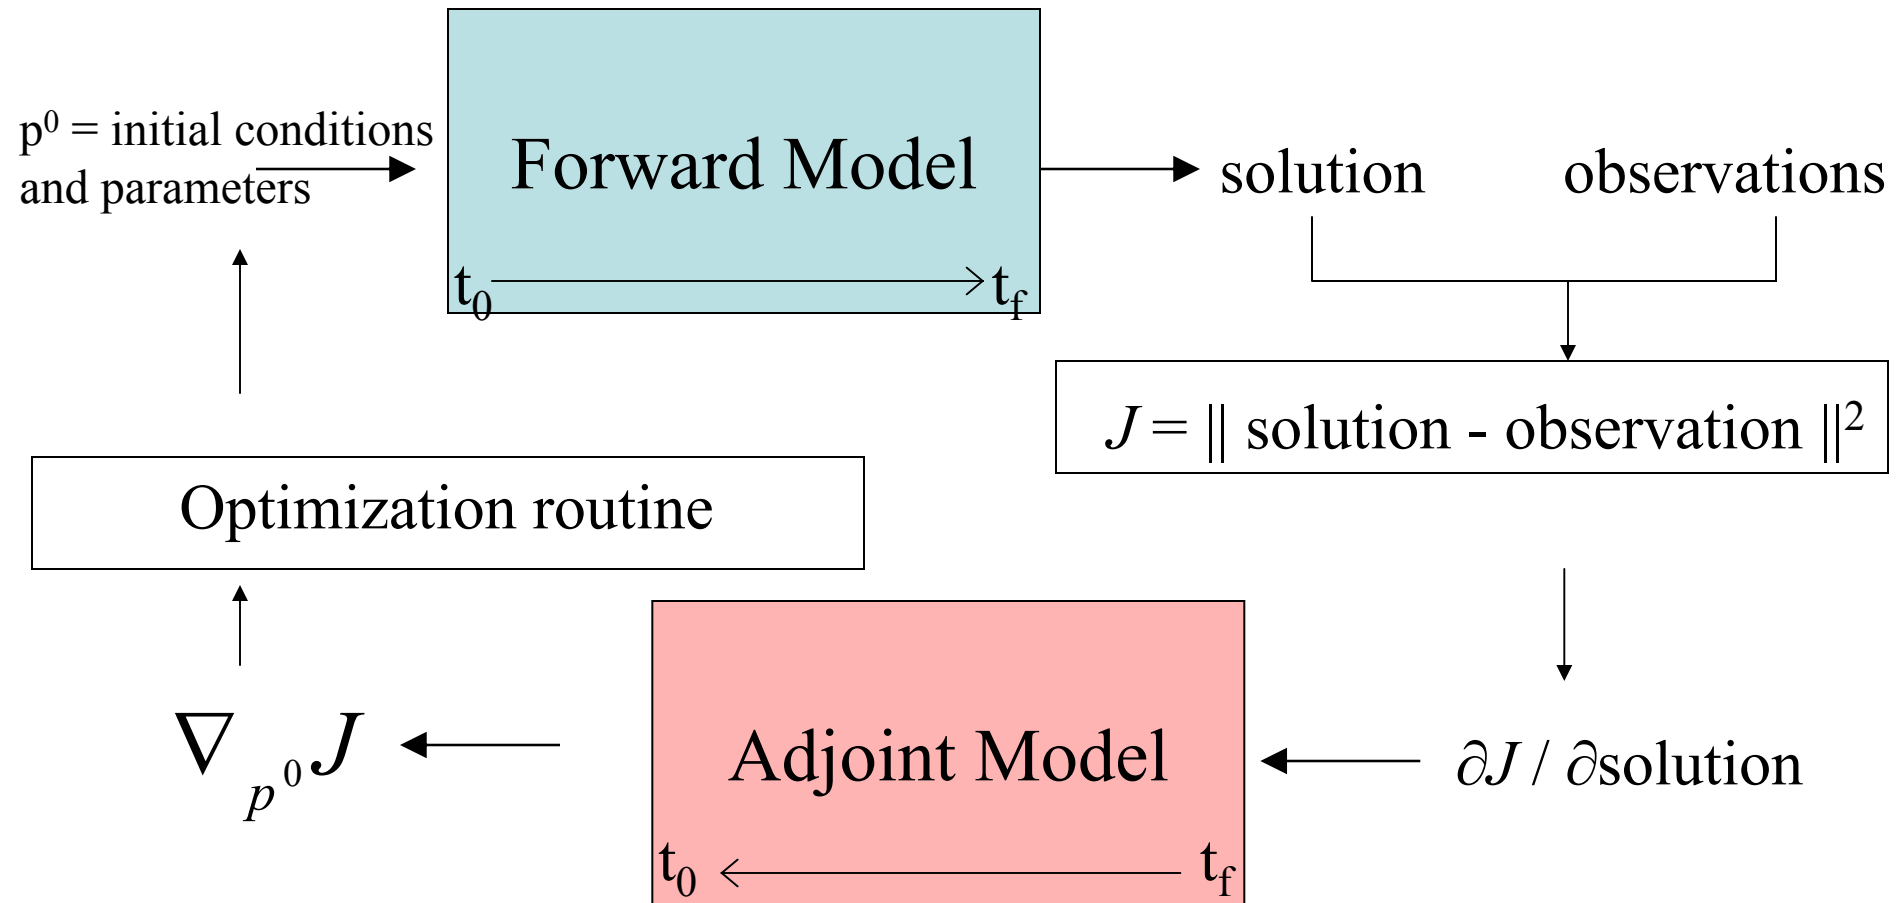 p⁰ = initial conditions
and parameters
Forward Model
t₀ t_f
solution observations
J = || solution - observation ||²
Optimization routine
∇_p⁰ J
Adjoint Model
t₀ t_f
∂J / ∂solution